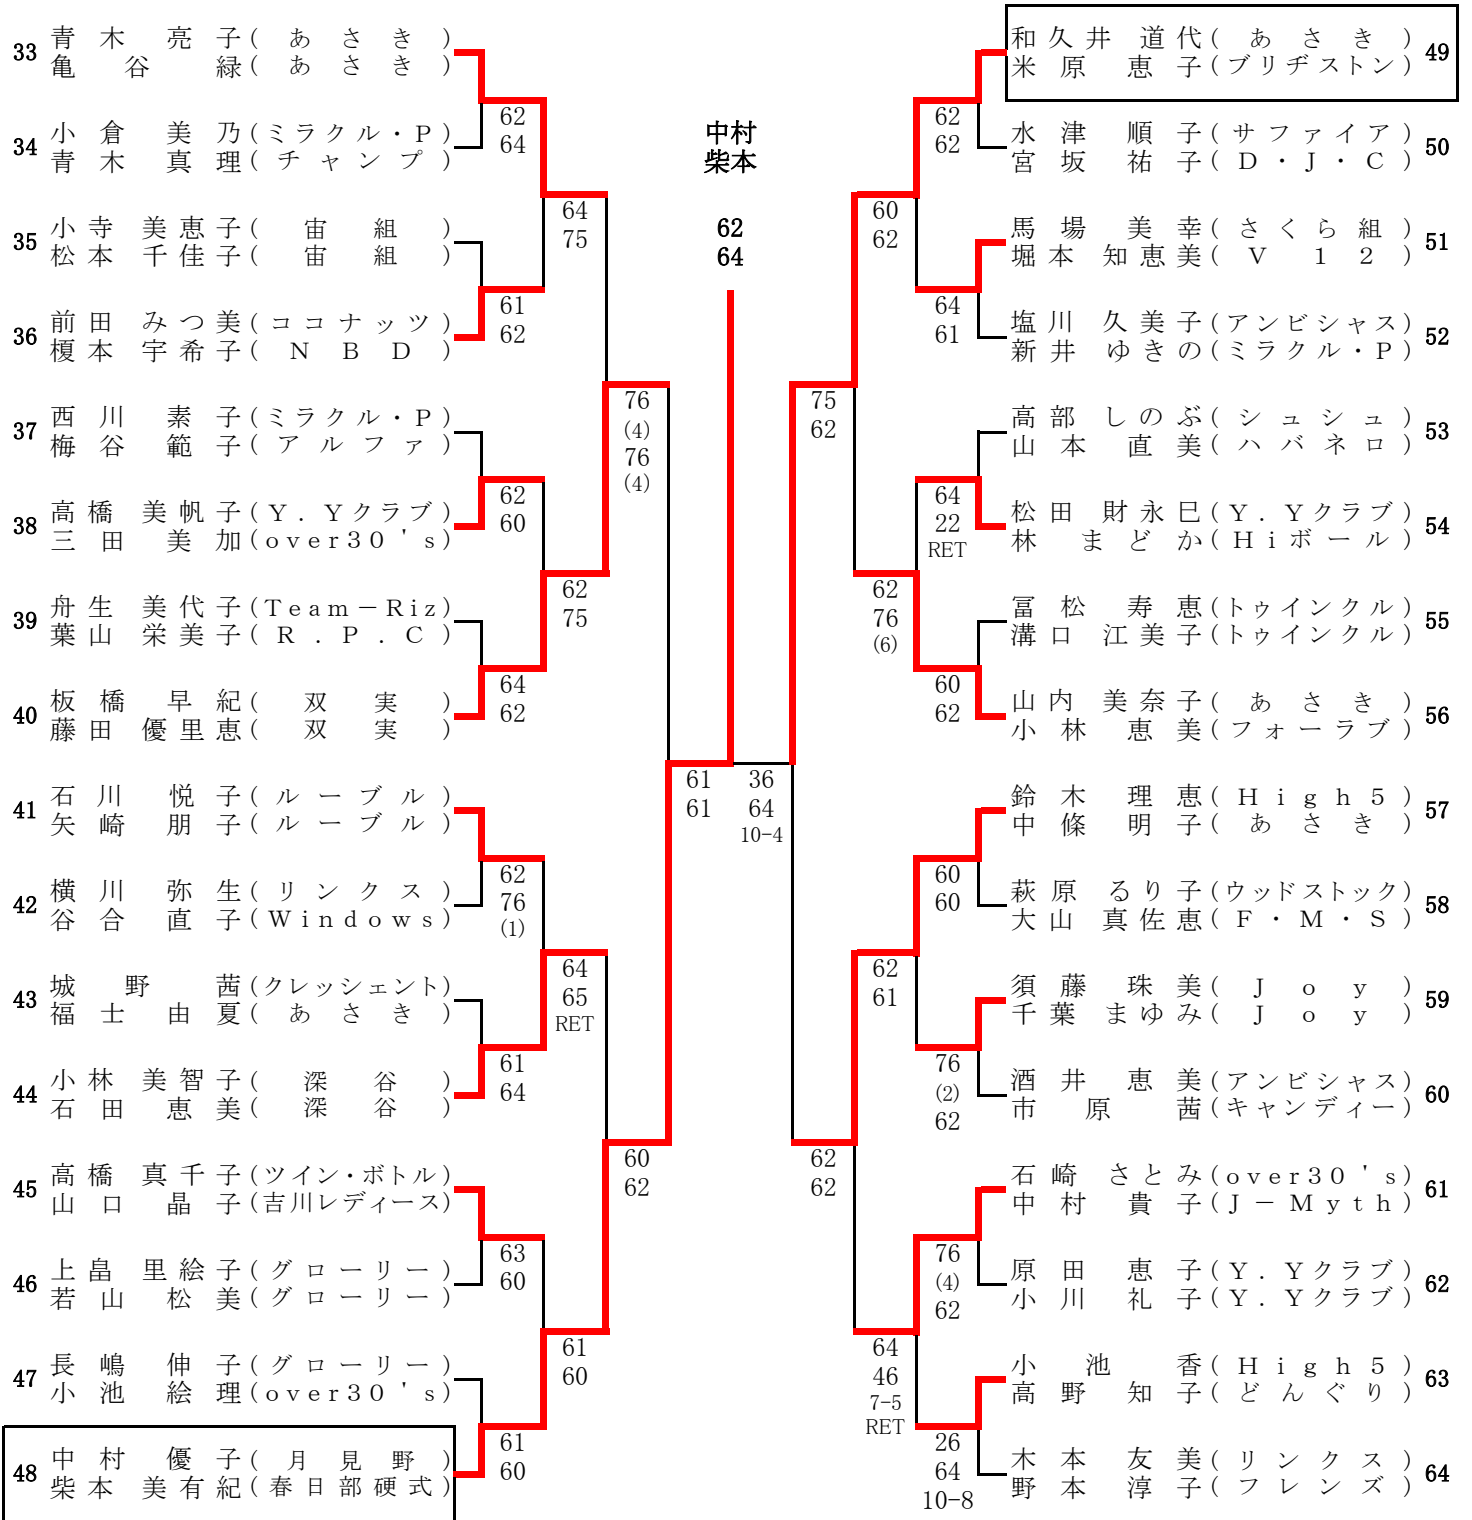 33 青木 亮子(あさき)
亀谷 緑(あさき)
62
64
34 小倉 美乃(ミラクル・P)
青木 真理(チャンプ)
64
75
35 小寺 美恵子(宙組)
松本 千佳子(宙組)
61
62
36 前田 みつ美(ココナッツ)
榎本 宇希子(NBD)
76
(4)
76
(4)
37 西川 素子(ミラクル・P)
梅谷 範子(アルファ)
62
60
38 高橋 美帆子(Y.Yクラブ)
三田 美加(over30's)
62
75
39 舟生 美代子(Team-Riz)
葉山 栄美子(R.P.C)
64
62
40 板橋 早紀(双実)
藤田 優里恵(双実)
61
61
41 石川 悦子(ルーブル)
矢崎 朋子(ルーブル)
62
76
(1)
42 横川 弥生(リンクス)
谷合 直子(Windows)
64
65
RET
43 城野 茜(クレッシェント)
福士 由夏(あさき)
61
64
44 小林 美智子(深谷)
石田 恵美(深谷)
60
62
45 高橋 真千子(ツイン・ボトル)
山口 晶子(吉川レディース)
63
60
46 上畠 里絵子(グローリー)
若山 松美(グローリー)
61
60
47 長嶋 伸子(グローリー)
小池 絵理(over30's)
61
60
48 中村 優子(月見野)
柴本 美有紀(春日部硬式)
中村
柴本
62
64
36
64
10-4
和久井 道代(あさき) 49
米原 恵子(ブリヂストン)
62
62
水津 順子(サファイア) 50
宮坂 祐子(D・J・C)
60
62
馬場 美幸(さくら組) 51
堀本 知恵美(V12)
64
61
塩川 久美子(アンビシャス) 52
新井 ゆきの(ミラクル・P)
75
62
高部 しのぶ(シュシュ) 53
山本 直美(ハバネロ)
64
22
RET
松田 財永巳(Y.Yクラブ) 54
林 まどか(Hiボール)
62
76
(6)
冨松 寿恵(トゥインクル) 55
溝口 江美子(トゥインクル)
60
62
山内 美奈子(あさき) 56
小林 恵美(フォーラブ)
鈴木 理恵(High5) 57
中條 明子(あさき)
60
60
萩原 るり子(ウッドストック) 58
大山 真佐恵(F・M・S)
62
61
須藤 珠美(Joy) 59
千葉 まゆみ(Joy)
76
(2)
62
酒井 恵美(アンビシャス) 60
市原 茜(キャンディー)
62
62
石崎 さとみ(over30's) 61
中村 貴子(J-Myth)
76
(4)
62
原田 恵子(Y.Yクラブ) 62
小川 礼子(Y.Yクラブ)
64
46
7-5
RET
小池 香(High5) 63
高野 知子(どんぐり)
26
64
10-8
木本 友美(リンクス) 64
野本 淳子(フレンズ)